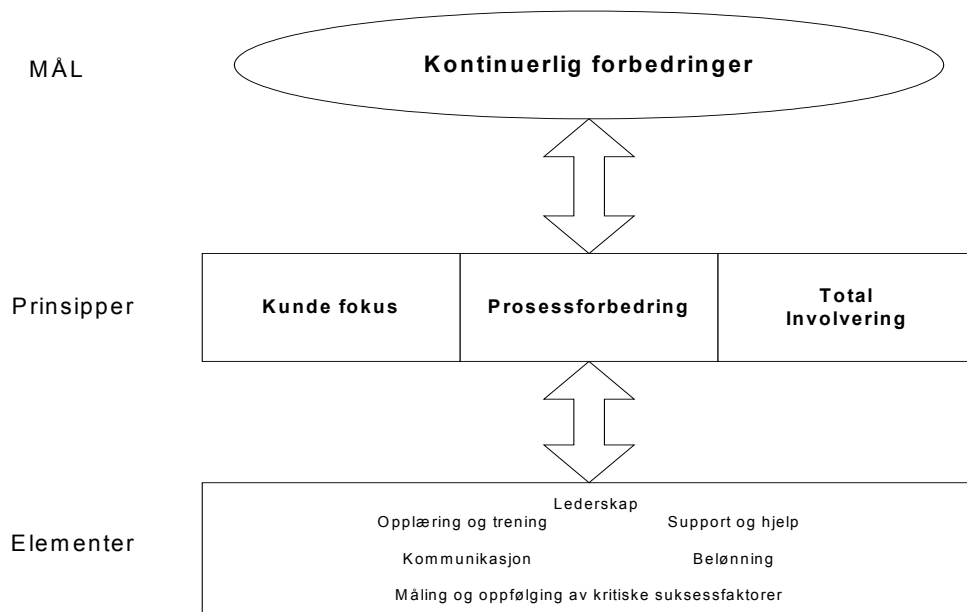 MÅL
Kontinuerlig forbedringer
Prinsipper
Kunde fokus
Prosessforbedring
Total
Involvering
Elementer
Lederskap
Opplæring og trening
Support og hjelp
Kommunikasjon
Belønning
Måling og oppfølging av kritiske suksessfaktorer